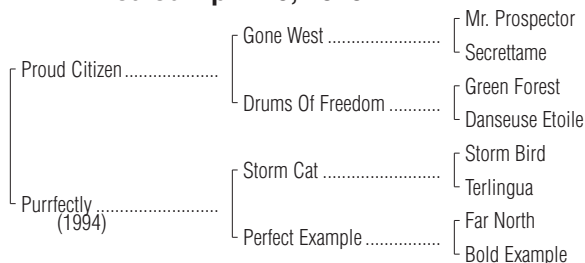 Proud Citizen
Gone West
Mr. Prospector
Secrettame
Drums Of Freedom
Green Forest
Danseuse Etoile
Purrfectly
(1994)
Storm Cat
Storm Bird
Terlingua
Perfect Example
Far North
Bold Example